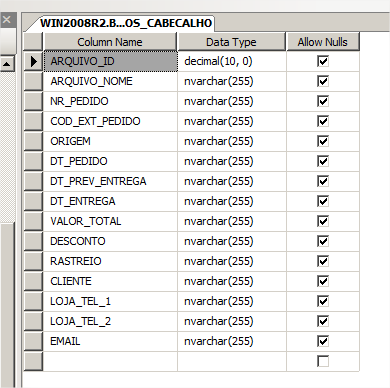 WIN2008R2.B...OS_CABECALHO
Column Name Data Type Allow Nulls
ARQUIVO_ID decimal(10, 0)
ARQUIVO_NOME nvarchar(255)
NR_PEDIDO nvarchar(255)
COD_EXT_PEDIDO nvarchar(255)
ORIGEM nvarchar(255)
DT_PEDIDO nvarchar(255)
DT_PREV_ENTREGA nvarchar(255)
DT_ENTREGA nvarchar(255)
VALOR_TOTAL nvarchar(255)
DESCONTO nvarchar(255)
RASTREIO nvarchar(255)
CLIENTE nvarchar(255)
LOJA_TEL_1 nvarchar(255)
LOJA_TEL_2 nvarchar(255)
EMAIL nvarchar(255)